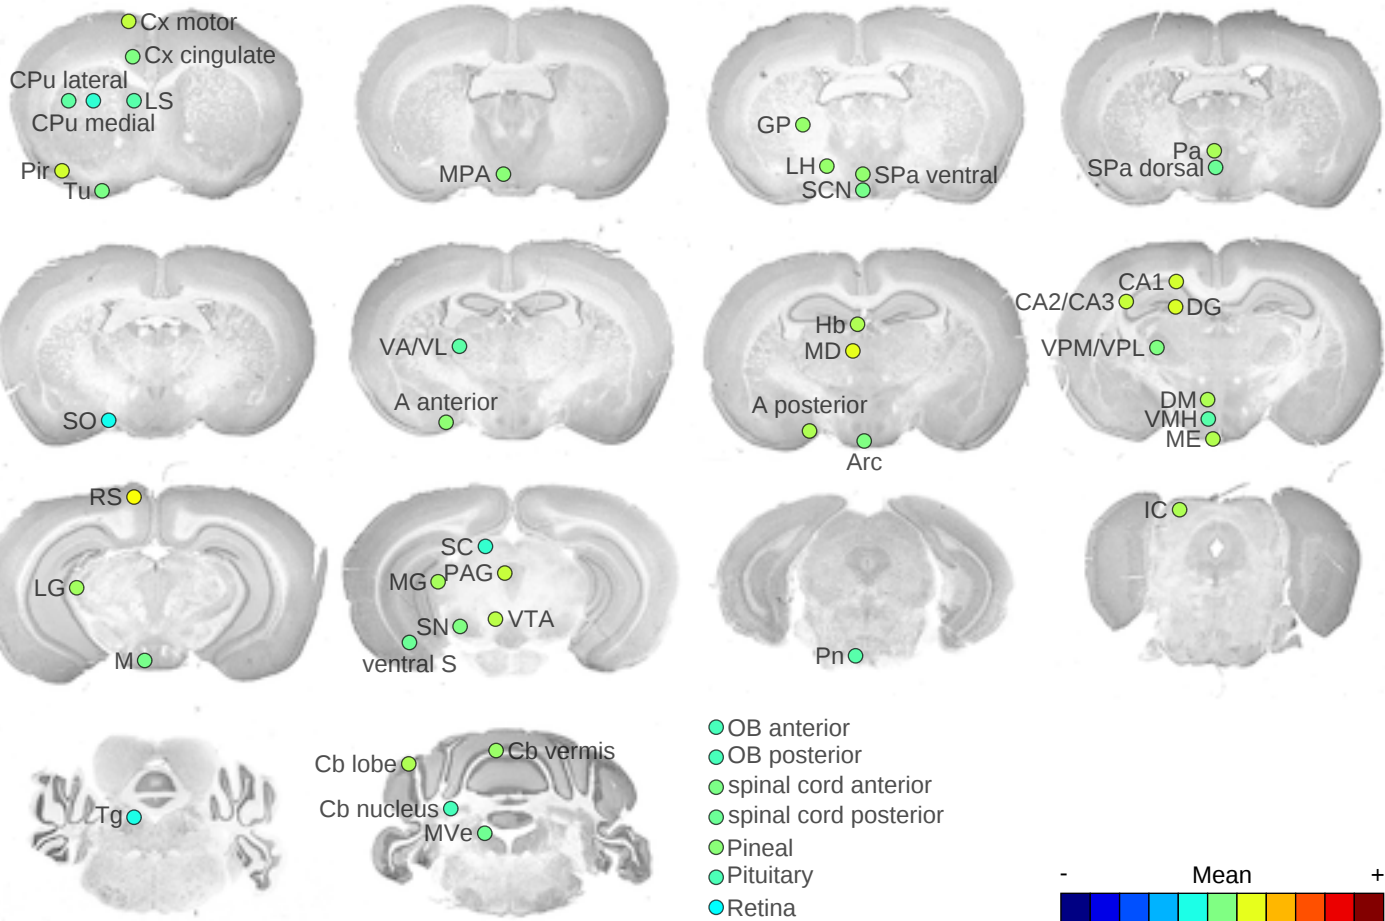 Cx motor
Cx cingulate
CPu lateral
LS
CPu medial
Pir
Tu
MPA
GP
LH
SPa ventral
SCN
Pa
SPa dorsal
SO
VA/VL
A anterior
Hb
MD
A posterior
Arc
CA1
CA2/CA3
DG
VPM/VPL
DM
VMH
ME
RS
LG
M
SC
MG
PAG
SN
VTA
ventral S
Pn
IC
Tg
Cb lobe
Cb vermis
Cb nucleus
MVe
OB anterior
OB posterior
spinal cord anterior
spinal cord posterior
Pineal
Pituitary
Retina
- Mean +